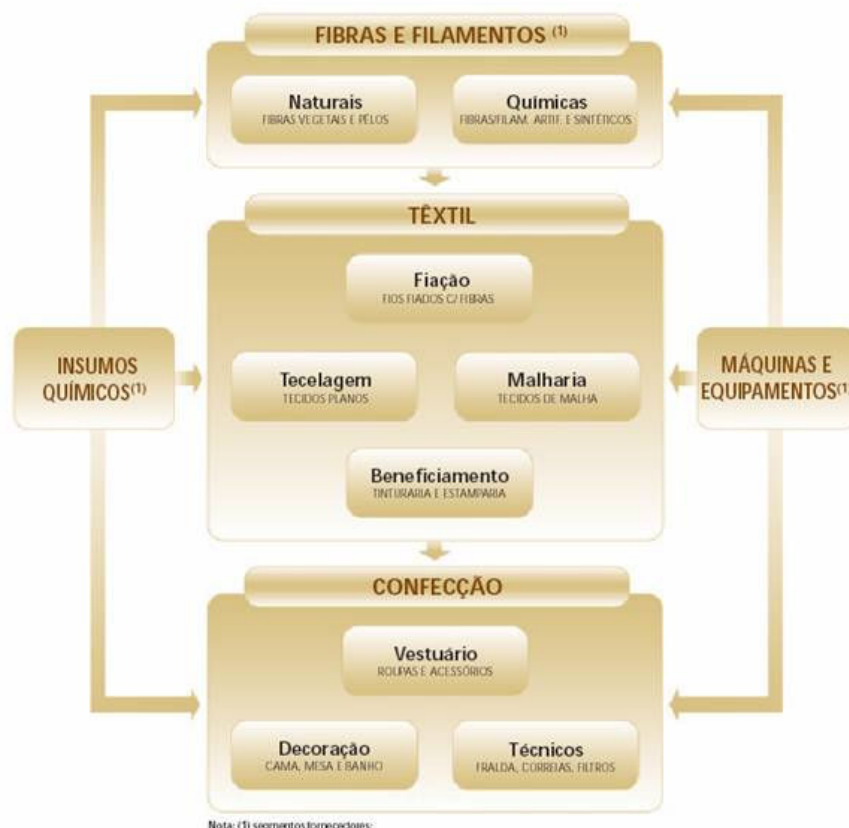 FIBRAS E FILAMENTOS (1)
Naturais
FIBRAS VEGETAIS E PÊLOS
Químicas
FIBRAS/FILAM. ARTIF. E SINTÉTICOS
TÊXTIL
Fiação
FIOS FIADOS C/ FIBRAS
INSUMOS
QUÍMICOS(1)
Tecelagem
TECIDOS PLANOS
Malharia
TECIDOS DE MALHA
MÁQUINAS E
EQUIPAMENTOS(1)
Beneficiamento
TINTURARIA E ESTAMPARIA
CONFECÇÃO
Vestuário
ROUPAS E ACESSÓRIOS
Decoração
CAMA, MESA E BANHO
Técnicos
FRALDA, CORREIAS, FILTROS
Nota: (1) segmentos fornecedores;